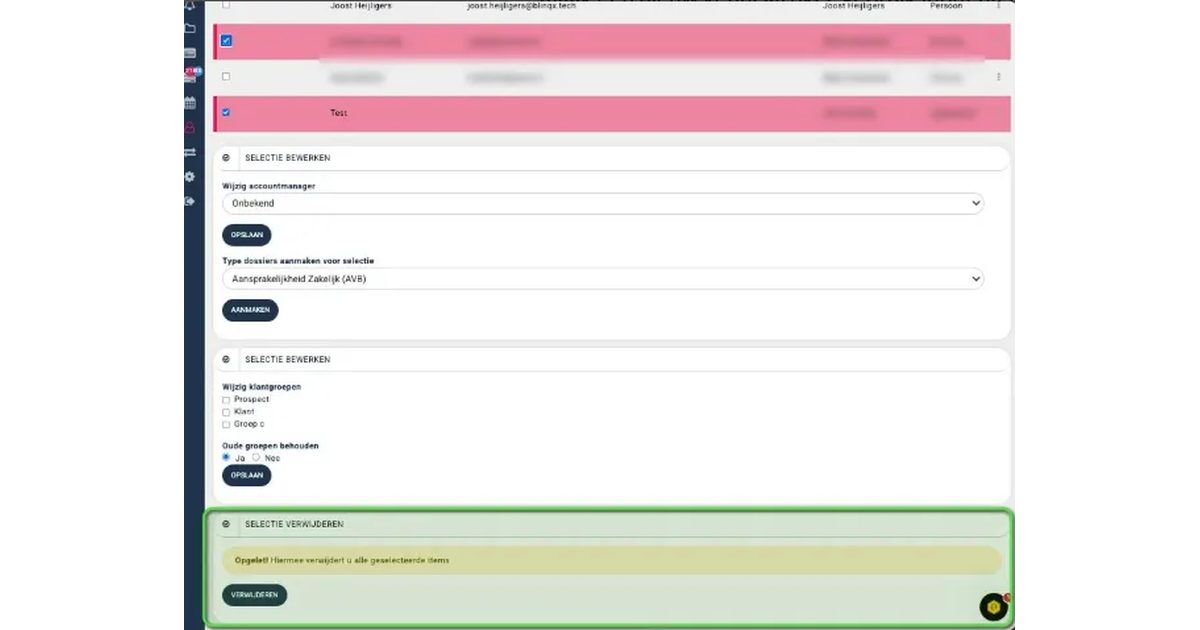 Joost Heijligers joost.heijligers@blinqx.tech Joost Heijligers Persoon
Test
SELECTIE BEWERKEN
Wijzig accountmanager
Onbekend
OPSLAAN
Type dossiers aanmaken voor selectie
Aansprakelijkheid Zakelijk (AVB)
AANMAKEN
SELECTIE BEWERKEN
Wijzig klantgroepen
Prospect
Klant
Groep c
Oude groepen behouden
Ja Nee
OPSLAAN
SELECTIE VERWIJDEREN
Opgelet! Hiermee verwijdert u alle geselecteerde items
VERWIJDEREN